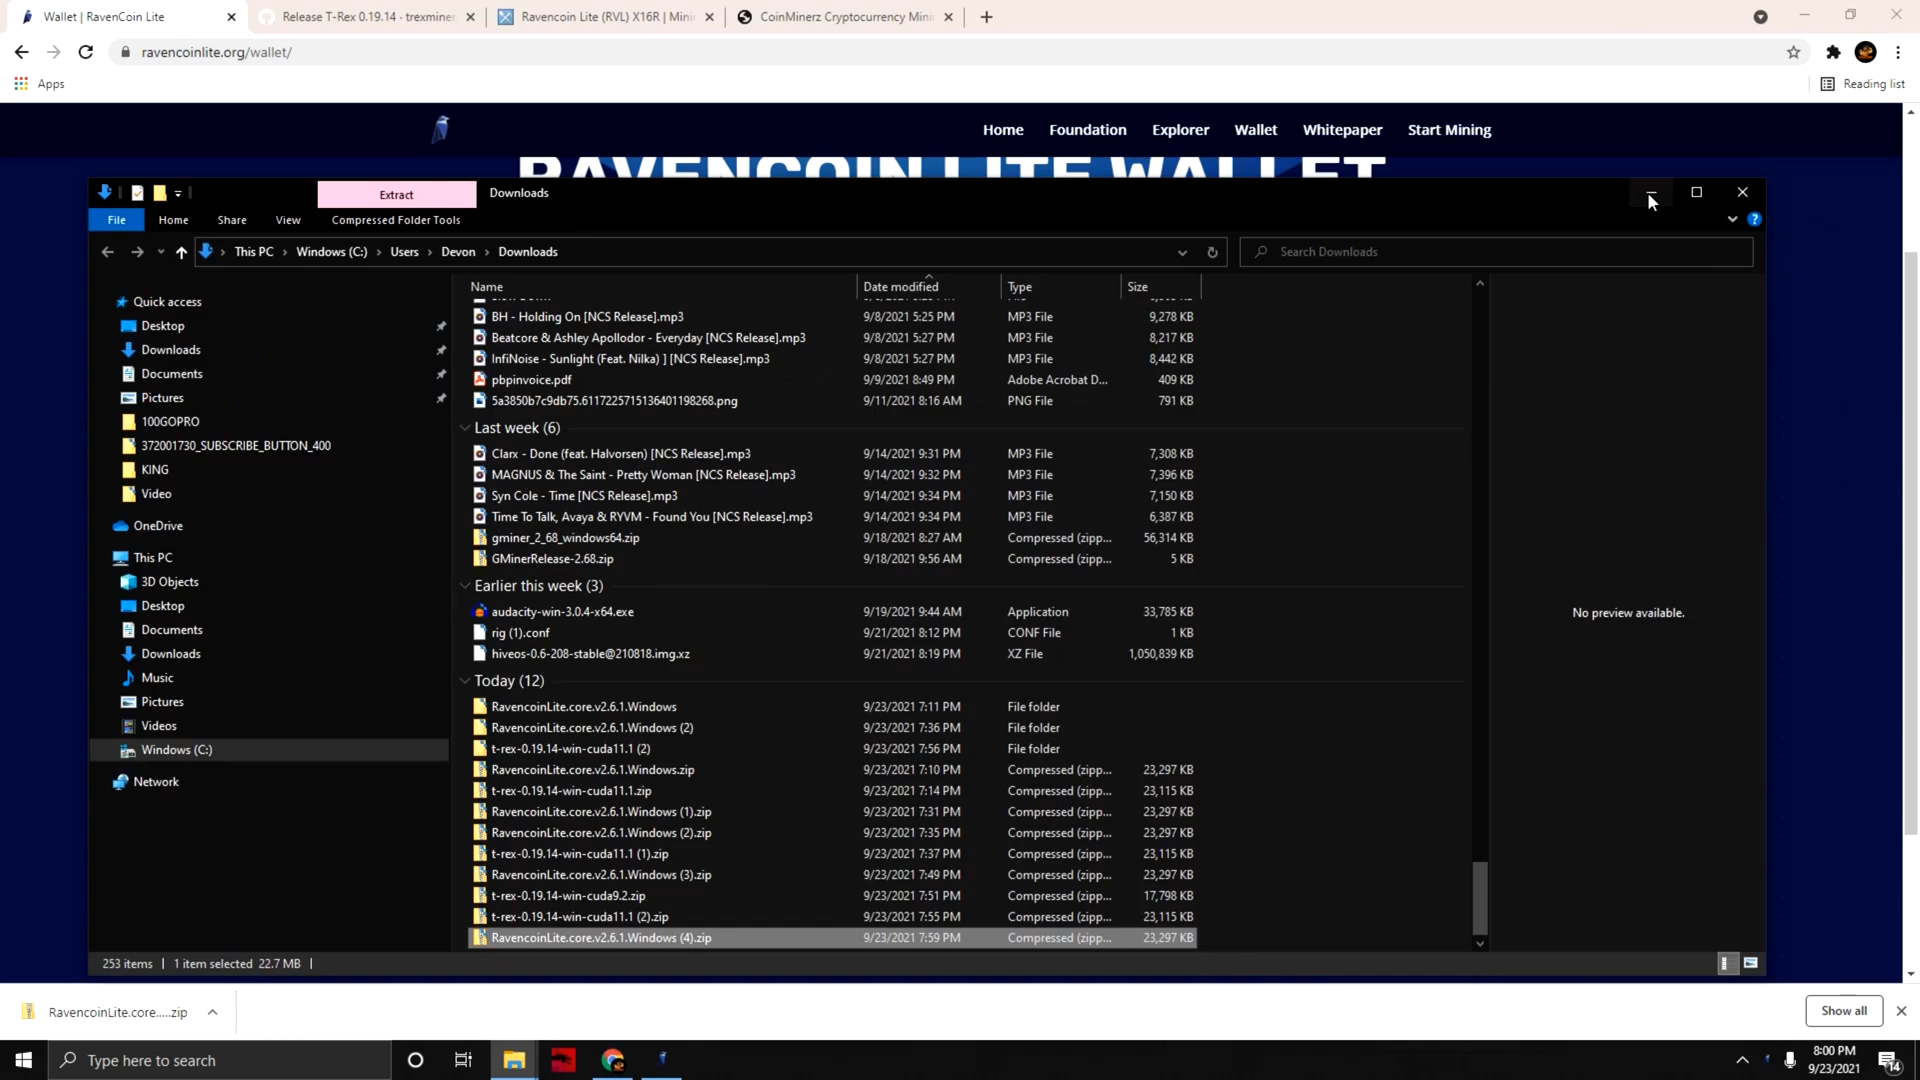 Wallet | RavenCoin Lite
Release T-Rex 0.19.14 · trexminer
Ravencoin Lite (RVL) X16R | Mini
CoinMinerz Cryptocurrency Mini
ravencoinlite.org/wallet/
Apps
Reading list
Home
Foundation
Explorer
Wallet
Whitepaper
Start Mining
RAVENCOIN LITE WALLET
Extract
Downloads
File
Home
Share
View
Compressed Folder Tools
This PC
Windows (C:)
Users
Devon
Downloads
Search Downloads
Name
Date modified
Type
Size
Quick access
Desktop
Downloads
Documents
Pictures
100GOPRO
372001730_SUBSCRIBE_BUTTON_400
KING
Video
OneDrive
This PC
3D Objects
Desktop
Documents
Downloads
Music
Pictures
Videos
Windows (C:)
Network
BH - Holding On [NCS Release].mp3 9/8/2021 5:25 PM MP3 File 9,278 KB
Beatcore & Ashley Apollodor - Everyday [NCS Release].mp3 9/8/2021 5:27 PM MP3 File 8,217 KB
InfiNoise - Sunlight (Feat. Nilka) ] [NCS Release].mp3 9/8/2021 5:27 PM MP3 File 8,442 KB
pbpinvoice.pdf 9/9/2021 8:49 PM Adobe Acrobat D... 409 KB
5a3850b7c9db75.6117225715136401198268.png 9/11/2021 8:16 AM PNG File 791 KB
Last week (6)
Clarx - Done (feat. Halvorsen) [NCS Release].mp3 9/14/2021 9:31 PM MP3 File 7,308 KB
MAGNUS & The Saint - Pretty Woman [NCS Release].mp3 9/14/2021 9:32 PM MP3 File 7,396 KB
Syn Cole - Time [NCS Release].mp3 9/14/2021 9:34 PM MP3 File 7,150 KB
Time To Talk, Avaya & RYVM - Found You [NCS Release].mp3 9/14/2021 9:34 PM MP3 File 6,387 KB
gminer_2_68_windows64.zip 9/18/2021 8:27 AM Compressed (zipp... 56,314 KB
GMinerRelease-2.68.zip 9/18/2021 9:56 AM Compressed (zipp... 5 KB
Earlier this week (3)
audacity-win-3.0.4-x64.exe 9/19/2021 9:44 AM Application 33,785 KB
rig (1).conf 9/21/2021 8:12 PM CONF File 1 KB
hiveos-0.6-208-stable@210818.img.xz 9/21/2021 8:19 PM XZ File 1,050,839 KB
Today (12)
RavencoinLite.core.v2.6.1.Windows 9/23/2021 7:11 PM File folder
RavencoinLite.core.v2.6.1.Windows (2) 9/23/2021 7:36 PM File folder
t-rex-0.19.14-win-cuda11.1 (2) 9/23/2021 7:56 PM File folder
RavencoinLite.core.v2.6.1.Windows.zip 9/23/2021 7:10 PM Compressed (zipp... 23,297 KB
t-rex-0.19.14-win-cuda11.1.zip 9/23/2021 7:14 PM Compressed (zipp... 23,115 KB
RavencoinLite.core.v2.6.1.Windows (1).zip 9/23/2021 7:31 PM Compressed (zipp... 23,297 KB
RavencoinLite.core.v2.6.1.Windows (2).zip 9/23/2021 7:35 PM Compressed (zipp... 23,297 KB
t-rex-0.19.14-win-cuda11.1 (1).zip 9/23/2021 7:37 PM Compressed (zipp... 23,115 KB
RavencoinLite.core.v2.6.1.Windows (3).zip 9/23/2021 7:49 PM Compressed (zipp... 23,297 KB
t-rex-0.19.14-win-cuda9.2.zip 9/23/2021 7:51 PM Compressed (zipp... 17,798 KB
t-rex-0.19.14-win-cuda11.1 (2).zip 9/23/2021 7:55 PM Compressed (zipp... 23,115 KB
RavencoinLite.core.v2.6.1.Windows (4).zip 9/23/2021 7:59 PM Compressed (zipp... 23,297 KB
No preview available.
253 items
1 item selected 22.7 MB
RavencoinLite.core.....zip
Show all
Type here to search
8:00 PM
9/23/2021
14